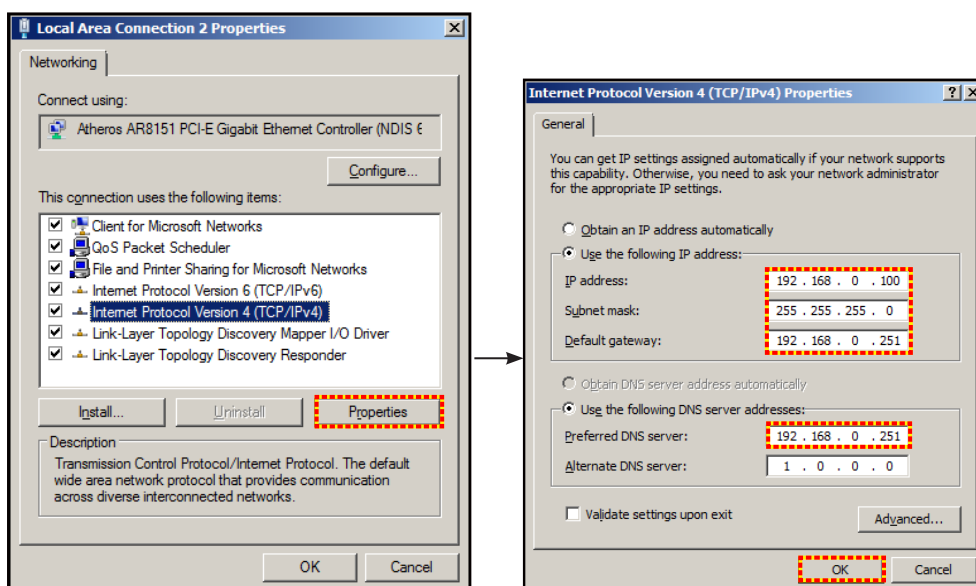 Local Area Connection 2 Properties
Networking
Connect using:
Atheros AR8151 PCI-E Gigabit Ethernet Controller (NDIS 6
Configure...
This connection uses the following items:
Client for Microsoft Networks
QoS Packet Scheduler
File and Printer Sharing for Microsoft Networks
Internet Protocol Version 6 (TCP/IPv6)
Internet Protocol Version 4 (TCP/IPv4)
Link-Layer Topology Discovery Mapper I/O Driver
Link-Layer Topology Discovery Responder
Install...
Uninstall
Properties
Description
Transmission Control Protocol/Internet Protocol. The default
wide area network protocol that provides communication
across diverse interconnected networks.
OK
Cancel
Internet Protocol Version 4 (TCP/IPv4) Properties
General
You can get IP settings assigned automatically if your network supports
this capability. Otherwise, you need to ask your network administrator
for the appropriate IP settings.
Obtain an IP address automatically
Use the following IP address:
IP address: 192 . 168 . 0 . 100
Subnet mask: 255 . 255 . 255 . 0
Default gateway: 192 . 168 . 0 . 251
Obtain DNS server address automatically
Use the following DNS server addresses:
Preferred DNS server: 192 . 168 . 0 . 251
Alternate DNS server: 1 . 0 . 0 . 0
Validate settings upon exit
Advanced...
OK
Cancel